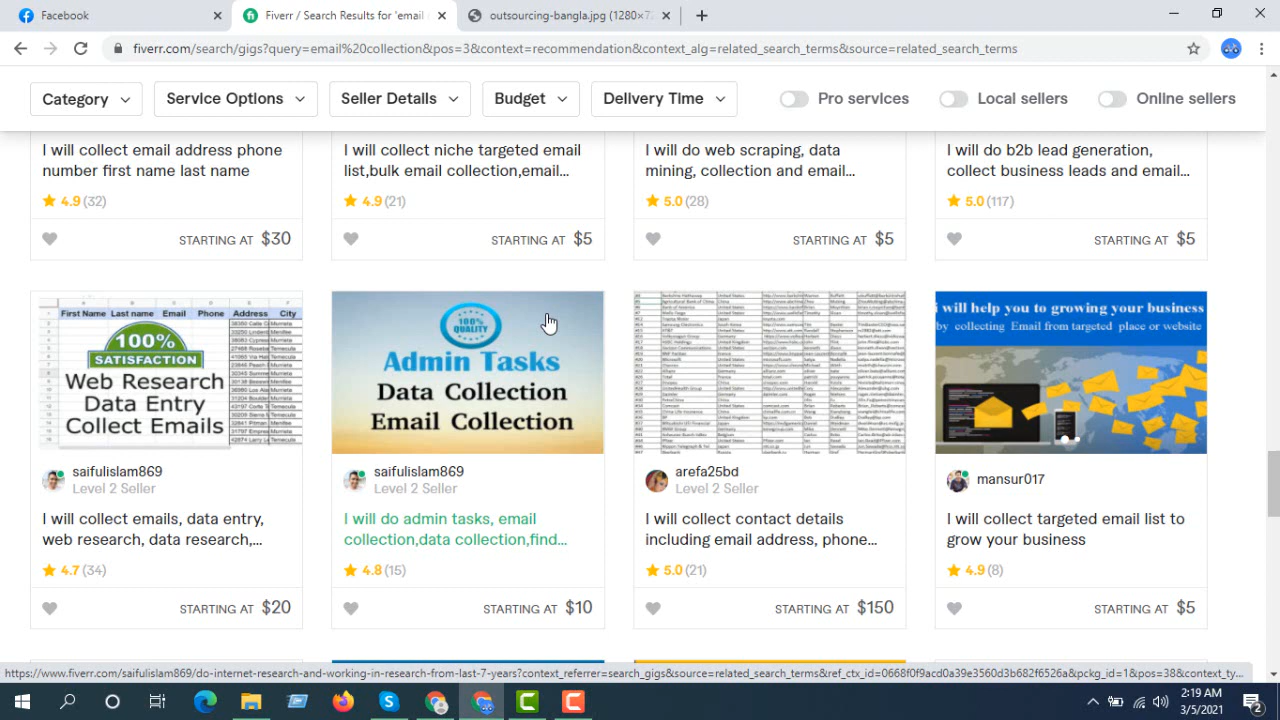 Facebook
Fiverr / Search Results for 'email
outsourcing-bangla.jpg (1280×72
fiverr.com/search/gigs?query=email%20collection&pos=3&context=recommendation&context_alg=related_search_terms&source=related_search_terms
Category
Service Options
Seller Details
Budget
Delivery Time
Pro services
Local sellers
Online sellers
I will collect email address phone
number first name last name
4.9 (32)
STARTING AT $30
I will collect niche targeted email
list,bulk email collection,email...
4.9 (21)
STARTING AT $5
I will do web scraping, data
mining, collection and email...
5.0 (28)
STARTING AT $5
I will do b2b lead generation,
collect business leads and email...
5.0 (117)
STARTING AT $5
Last name Email Phone Address City
100%
SATISFACTION
Web Research
Data Entry
Collect Emails
saifulislam869
Level 2 Seller
I will collect emails, data entry,
web research, data research,...
4.7 (34)
STARTING AT $20
100%
QUALITY
Admin Tasks
Data Collection
Email Collection
saifulislam869
Level 2 Seller
I will do admin tasks, email
collection,data collection,find...
4.8 (15)
STARTING AT $10
arefa25bd
Level 2 Seller
I will collect contact details
including email address, phone...
5.0 (21)
STARTING AT $150
i will help you to growing your business
by collecting Email from targeted place or website
mansur017
I will collect targeted email list to
grow your business
4.9 (8)
STARTING AT $5
https://www.fiverr.com/saifulislam869/do-internet-research-and-working-in-research-from-last-7-years?context_referrer=search_gigs&source=related_search_terms&ref_ctx_id=0668f0f9acd0a39e3560d3b682f6526a&pckg_id=1&pos=38&context_ty...
2:19 AM
3/5/2021
2